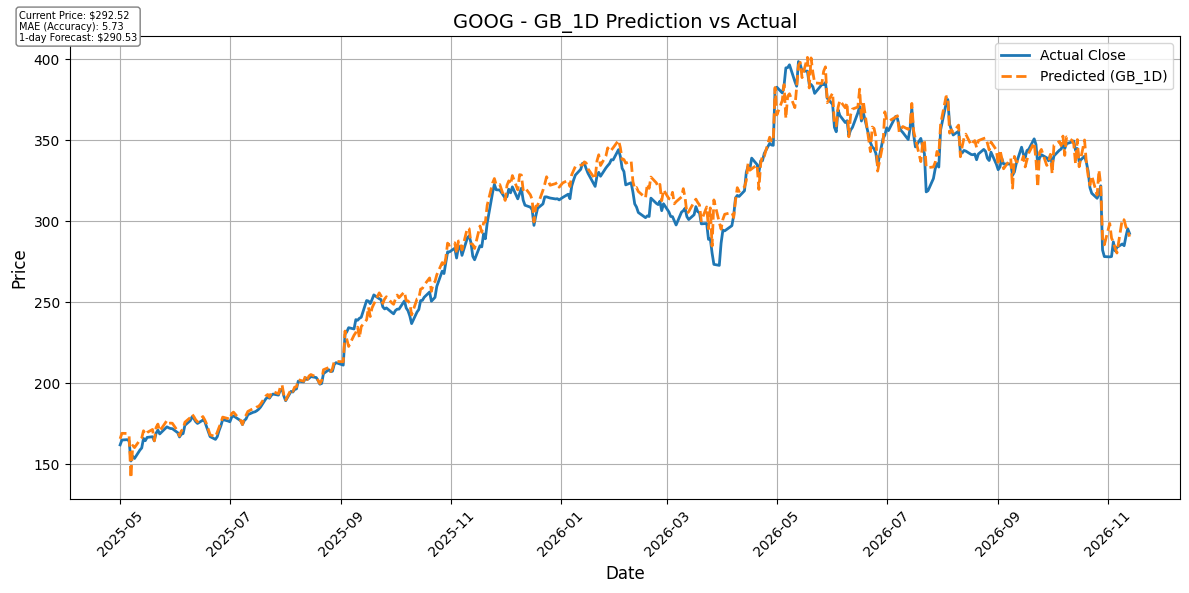 GOOG - GB_1D Prediction vs Actual
Current Price: $292.52
MAE (Accuracy): 5.73
1-day Forecast: $290.53
Actual Close
Predicted (GB_1D)
Price
400
350
300
250
200
150
2025-05
2025-07
2025-09
2025-11
2026-01
2026-03
2026-05
2026-07
2026-09
2026-11
Date